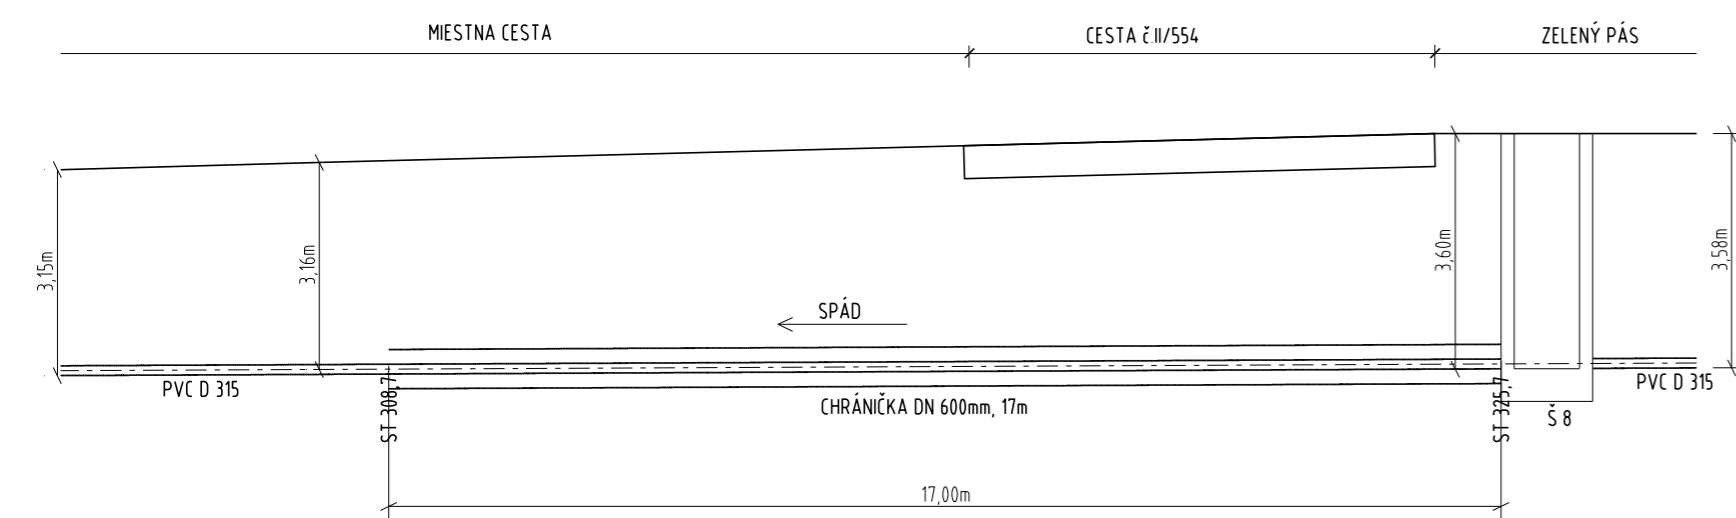 MIESTNA CESTA
CESTA č.II/554
ZELENÝ PÁS
3,15m
3,16m
3,60m
3,58m
SPÁD
PVC D 315
ST 308,7
CHRÁNIČKA DN 600mm, 17m
ST 325,7
Š 8
PVC D 315
17,00m